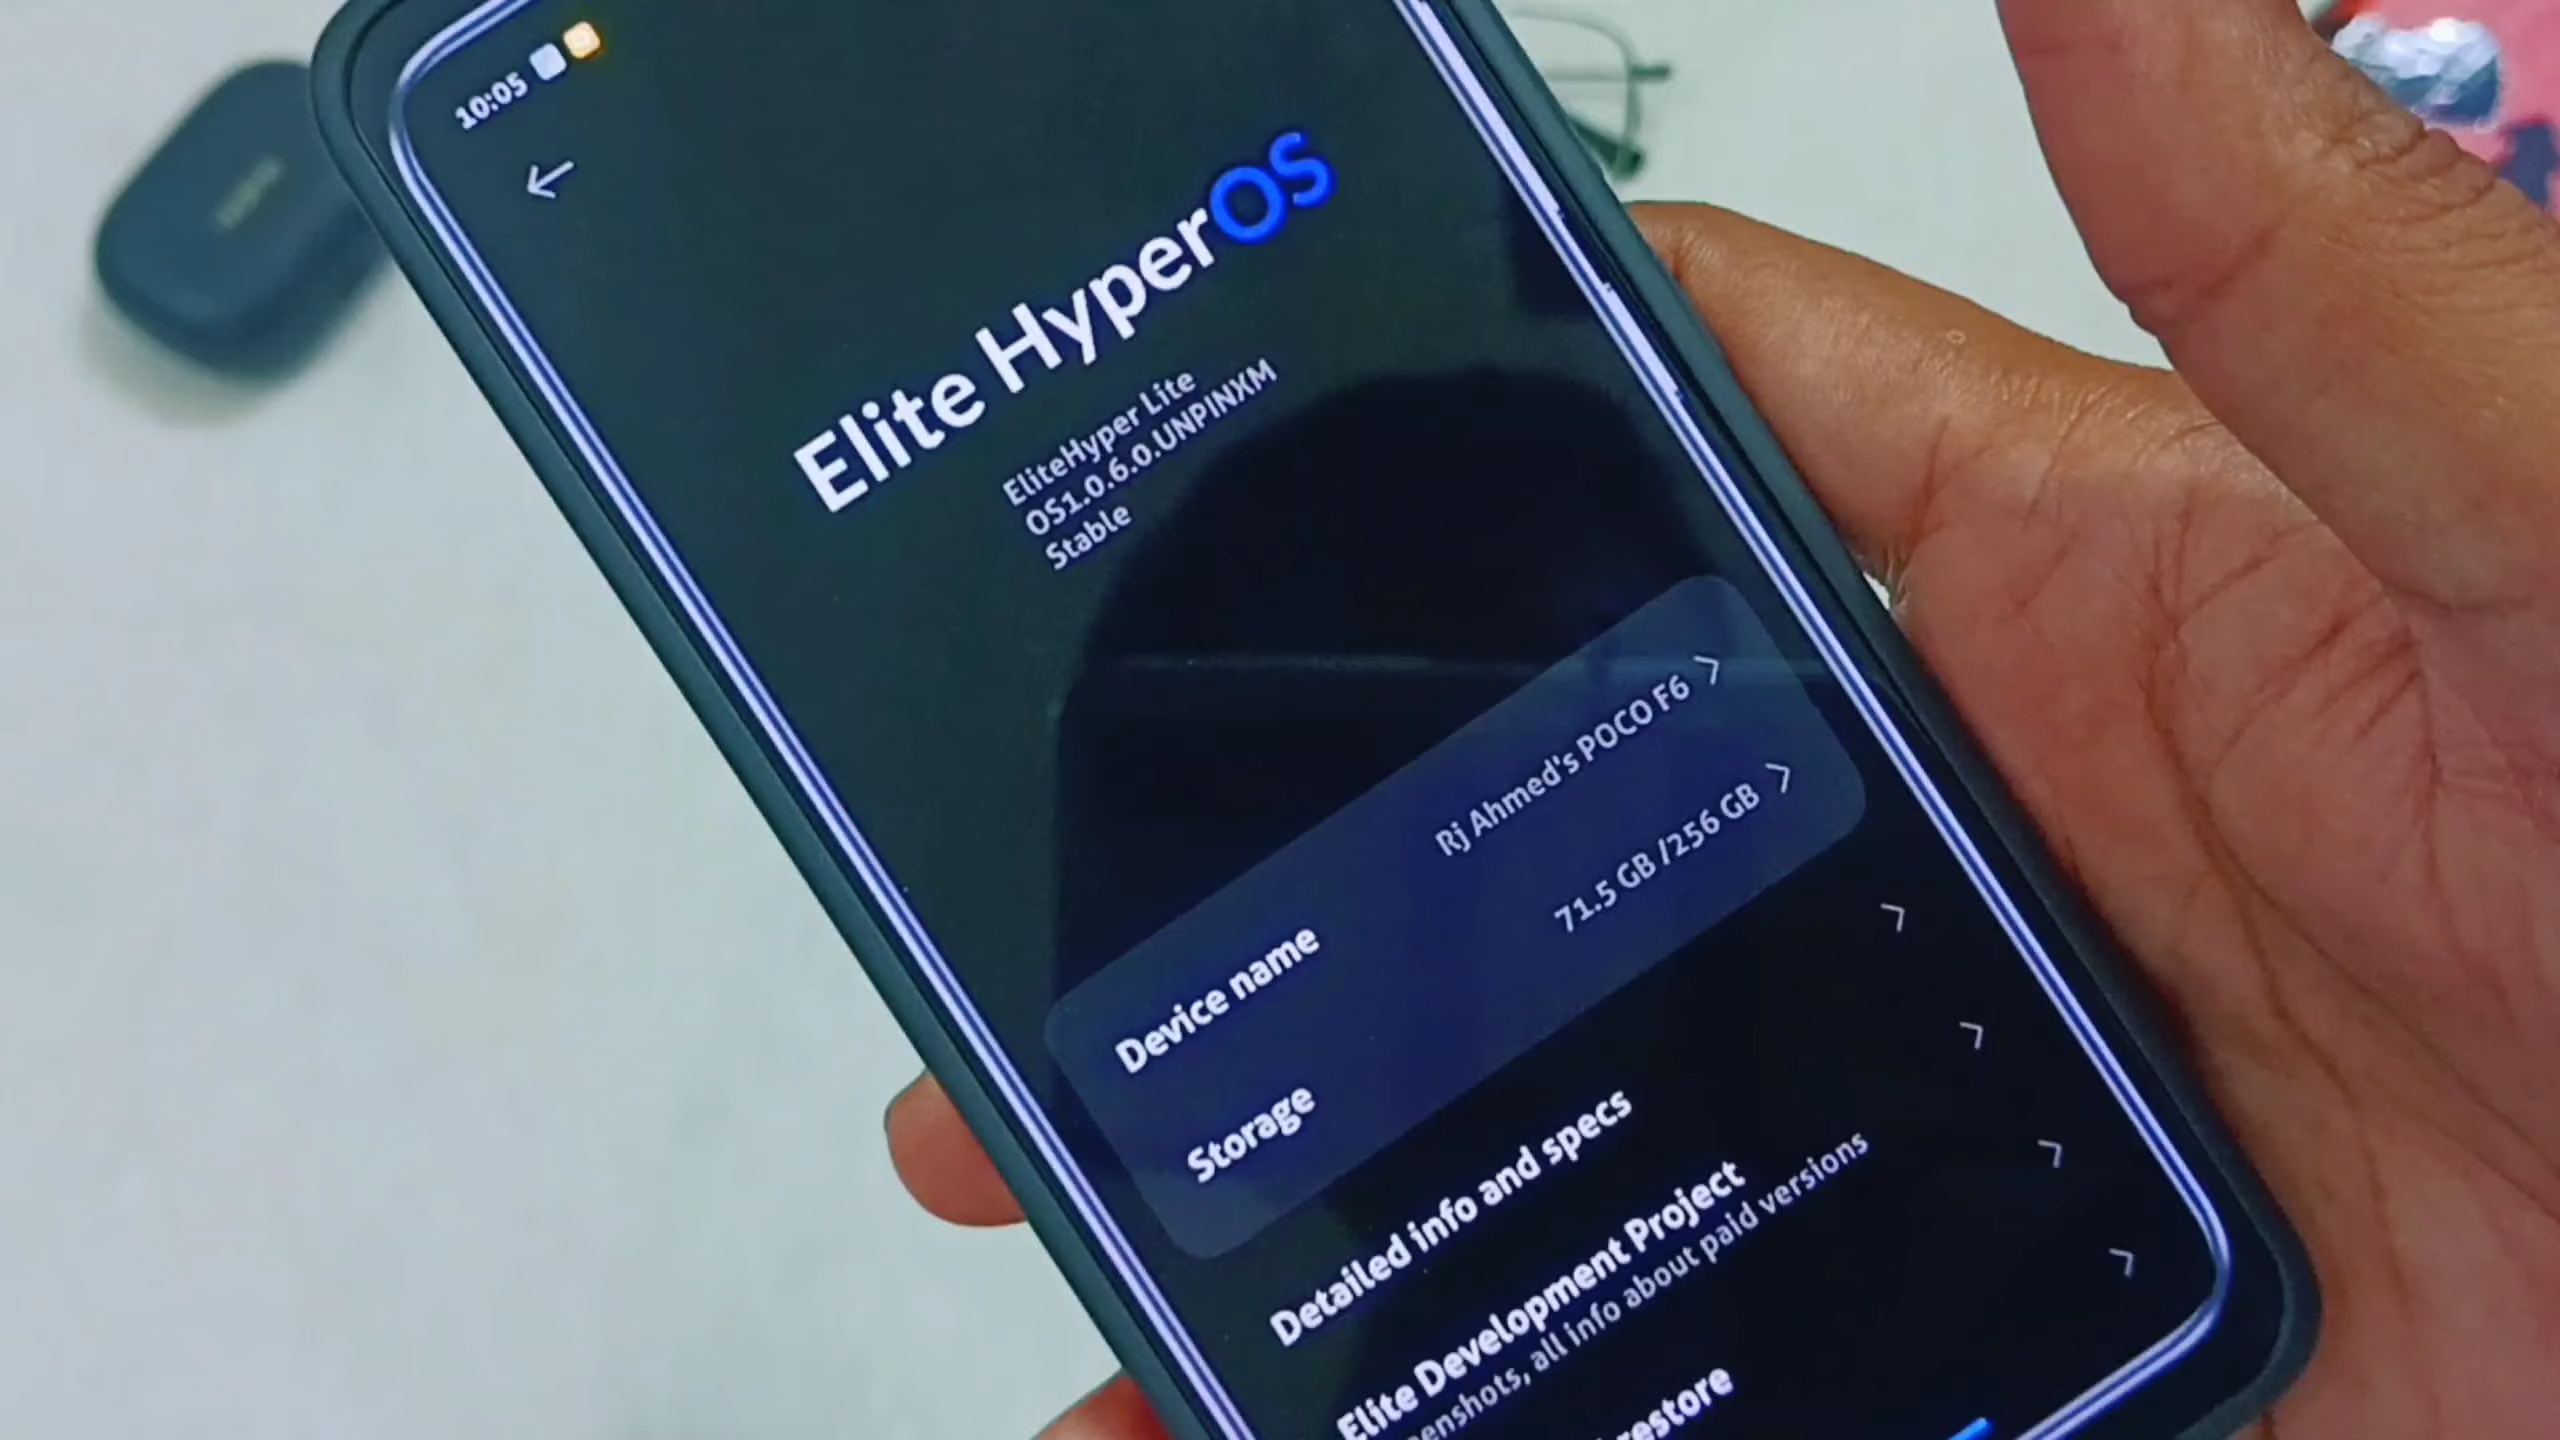 10:05
Elite HyperOS
EliteHyper Lite
OS1.0.6.0.UNPINXM
Stable
Device name
Rj Ahmed's POCO F6
Storage
71.5 GB /256 GB
Detailed info and specs
Elite Development Project
all info about paid versions
restore